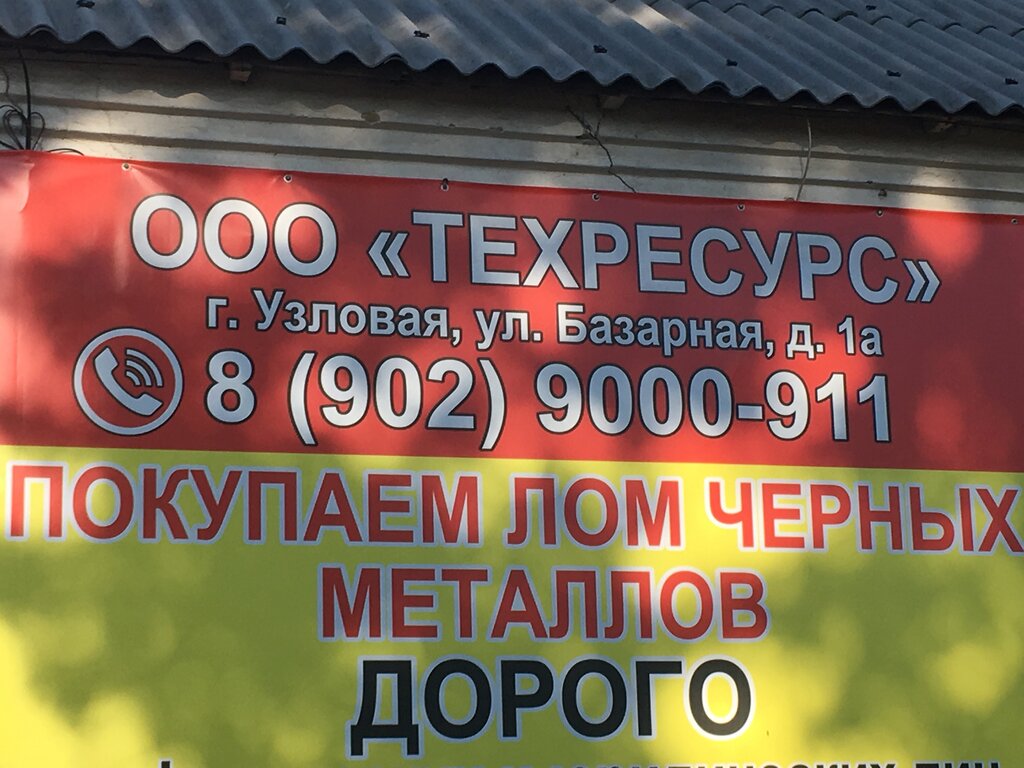 ООО «ТЕХРЕСУРС»
г. Узловая, ул. Базарная, д. 1а
8 (902) 9000-911
ПОКУПАЕМ ЛОМ ЧЕРНЫХ
МЕТАЛЛОВ
ДОРОГО